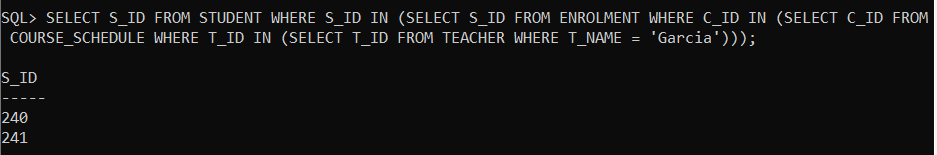 SQL> SELECT S_ID FROM STUDENT WHERE S_ID IN (SELECT S_ID FROM ENROLMENT WHERE C_ID IN (SELECT C_ID FROM
COURSE_SCHEDULE WHERE T_ID IN (SELECT T_ID FROM TEACHER WHERE T_NAME = 'Garcia')));
S_ID
-----
240
241